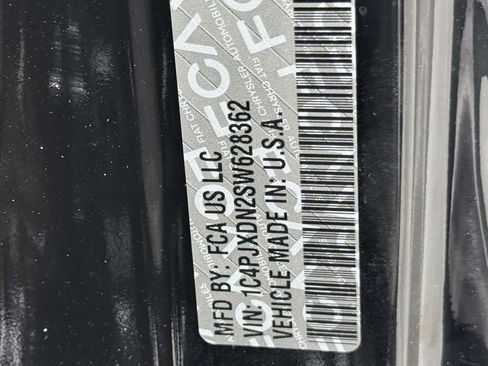 MFD BY: FCA US LLC
VIN: 1C4PJXDN2SW628362
VEHICLE MADE IN: U.S.A.